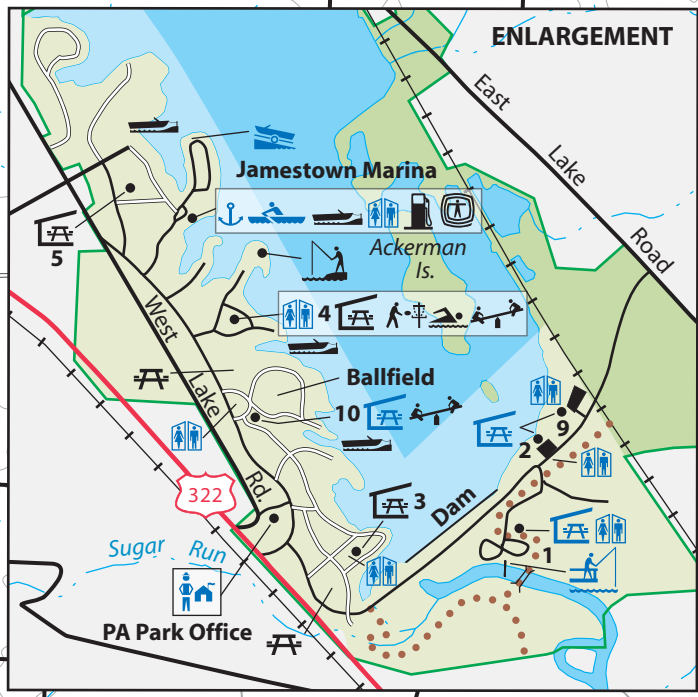 ENLARGEMENT
East
Lake
Road
Jamestown Marina
Ackerman
Is.
5
4
West
Lake
Rd.
Ballfield
10
9
2
3
Dam
322
1
Sugar Run
PA Park Office